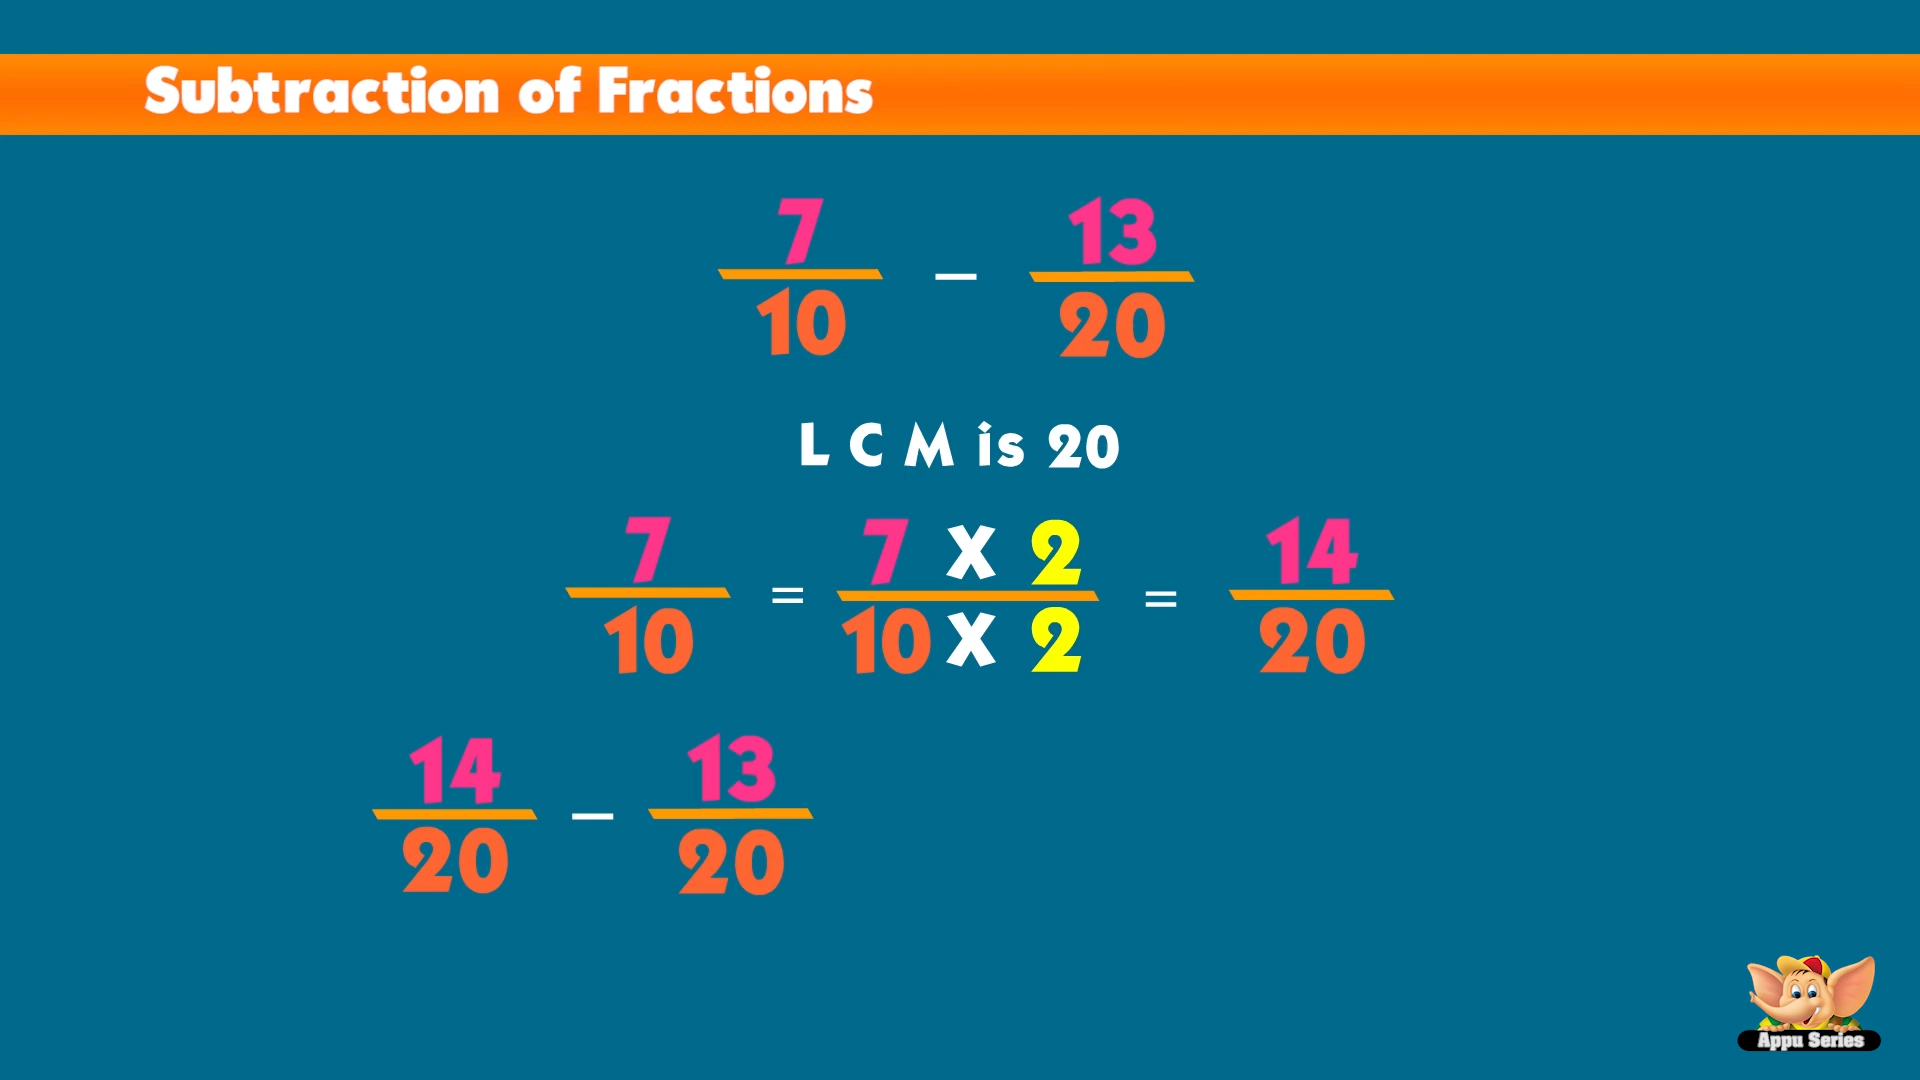 Subtraction of Fractions
7 13
— 
10 20
L C M is 20
7 7 X 2 14
= =
10 10 X 2 20
14 13
—
20 20
Appu Series